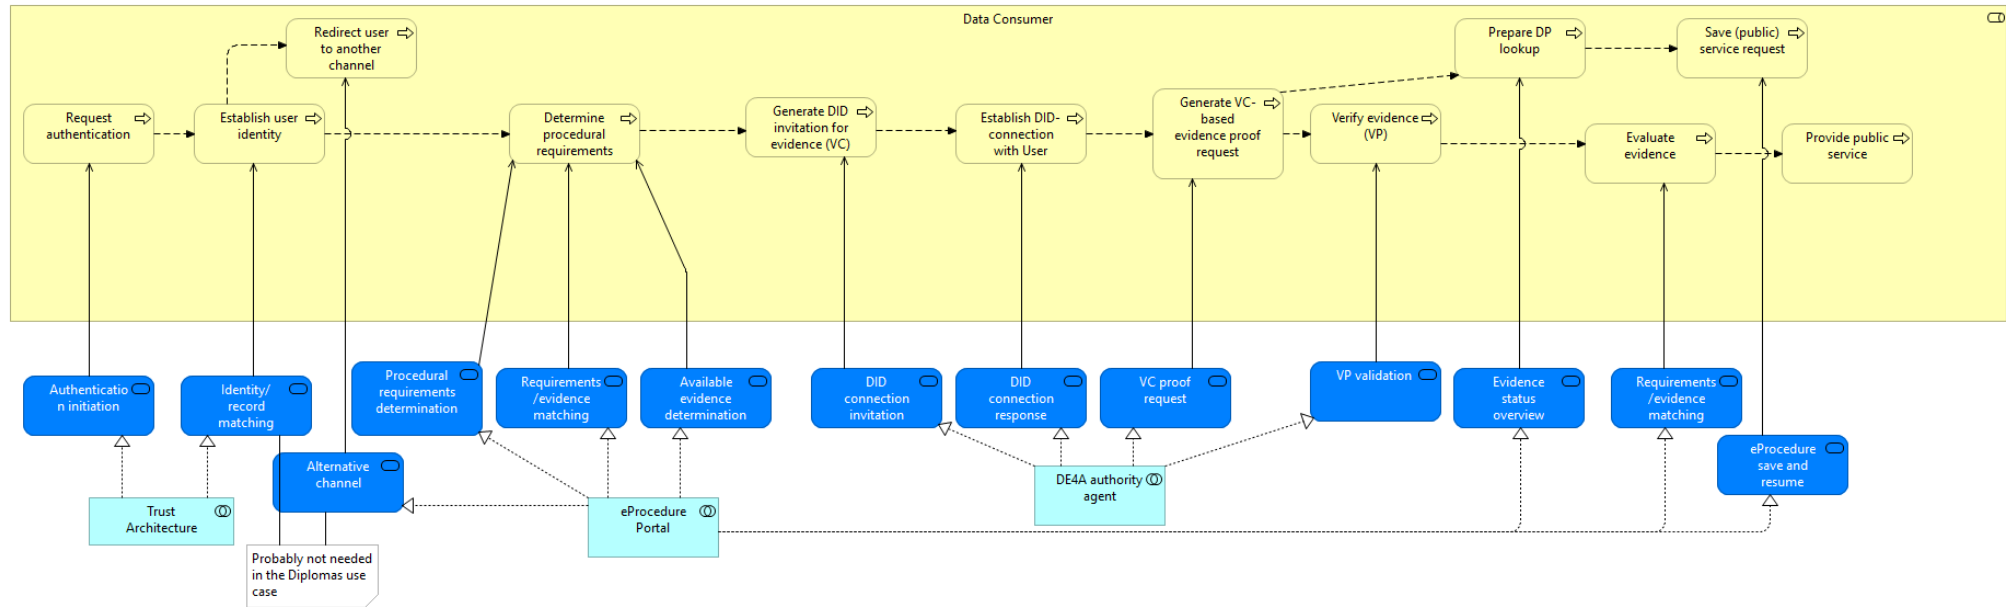 Data Consumer
Redirect user
to another
channel
Prepare DP
lookup
Save (public)
service request
Request
authentication
Establish user
identity
Determine
procedural
requirements
Generate DID
invitation for
evidence (VC)
Establish DID-
connection
with User
Generate VC-
based
evidence proof
request
Verify evidence
(VP)
Evaluate
evidence
Provide public
service
Authenticatio
n initiation
Identity/
record
matching
Procedural
requirements
determination
Requirements
/evidence
matching
Available
evidence
determination
DID
connection
invitation
DID
connection
response
VC proof
request
VP validation
Evidence
status
overview
Requirements
/evidence
matching
eProcedure
save and
resume
Alternative
channel
Trust
Architecture
eProcedure
Portal
DE4A authority
agent
Probably not needed
in the Diplomas use
case